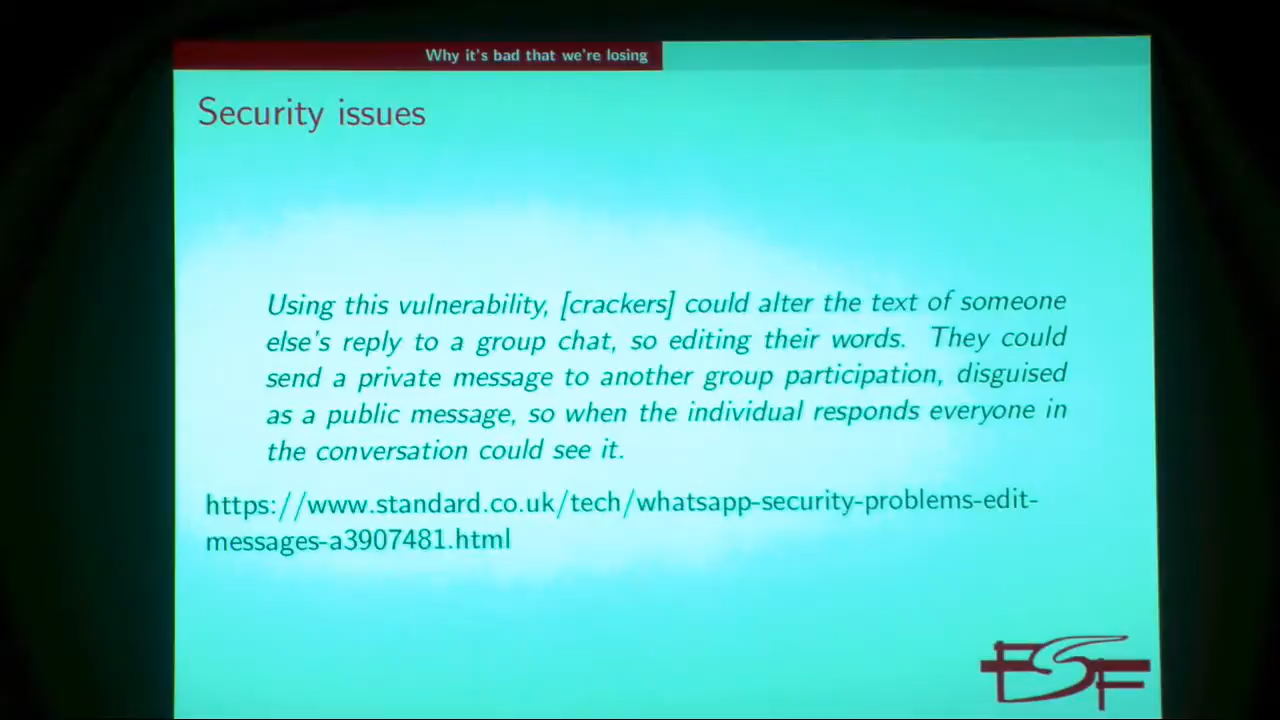 Why it's bad that we're losing
Security issues
Using this vulnerability, [crackers] could alter the text of someone
else's reply to a group chat, so editing their words. They could
send a private message to another group participation, disguised
as a public message, so when the individual responds everyone in
the conversation could see it.
https://www.standard.co.uk/tech/whatsapp-security-problems-edit-
messages-a3907481.html
FSF